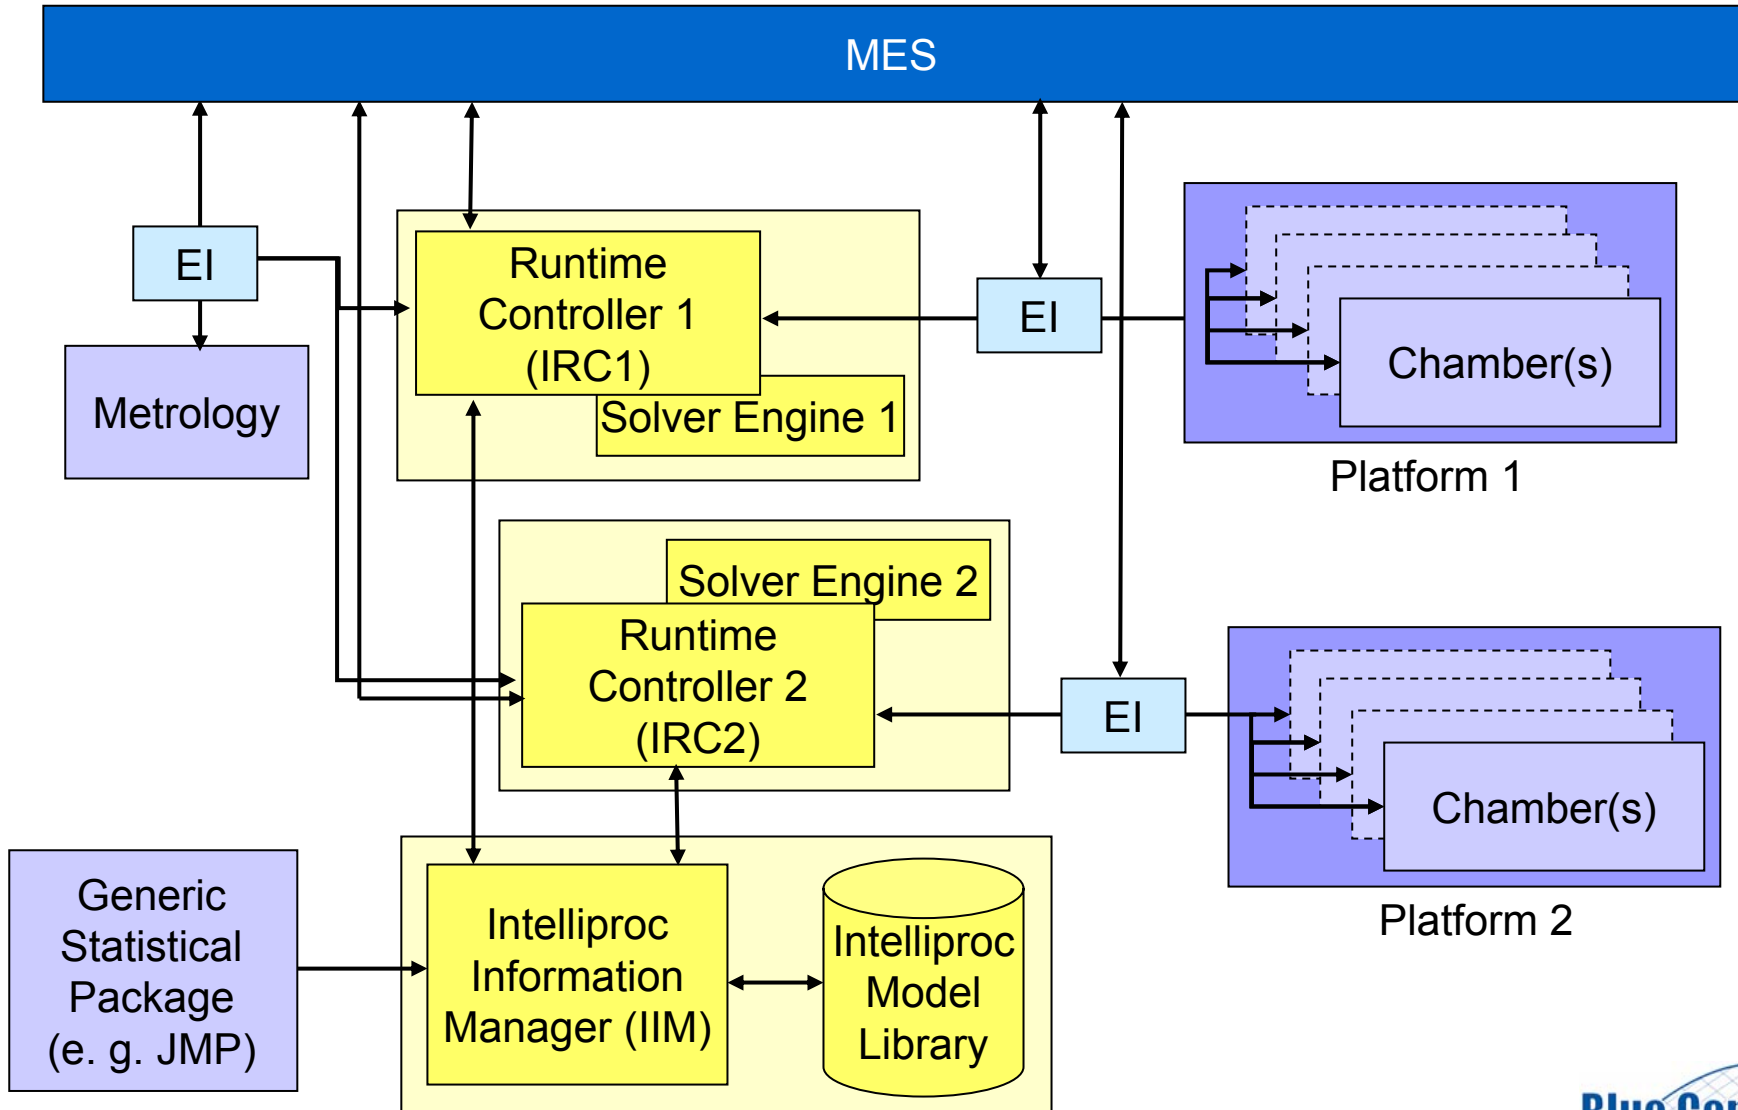 MES
EI
Metrology
Runtime
Controller 1
(IRC1)
Solver Engine 1
EI
Chamber(s)
Platform 1
Solver Engine 2
Runtime
Controller 2
(IRC2)
EI
Chamber(s)
Platform 2
Generic
Statistical
Package
(e. g. JMP)
Intelliproc
Information
Manager (IIM)
Intelliproc
Model
Library
Blue